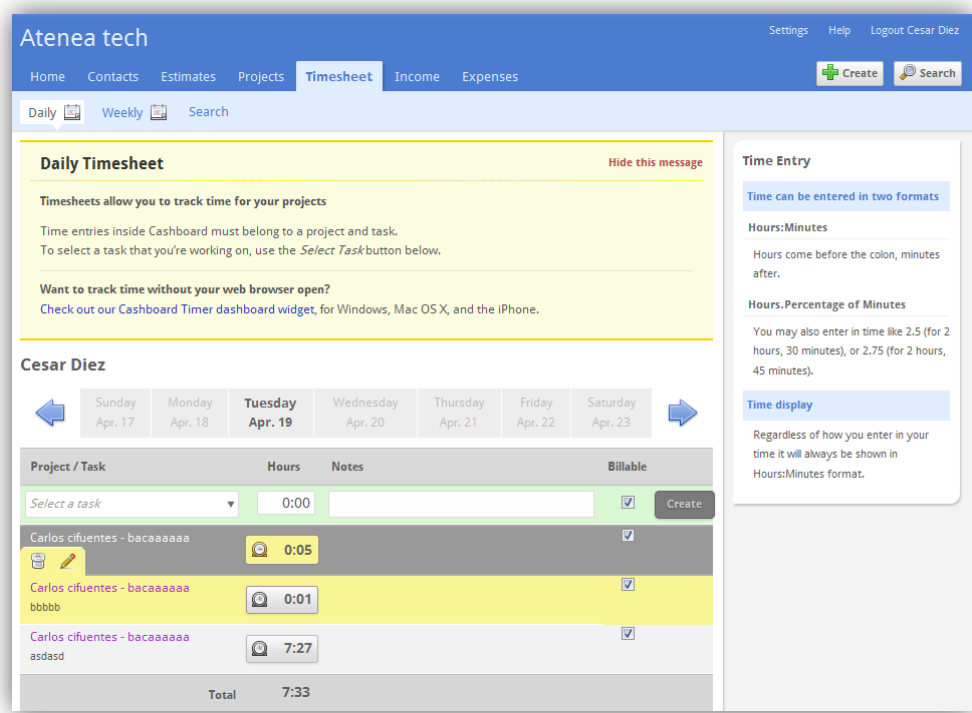 Atenea tech
Settings Help Logout Cesar Diez
Home Contacts Estimates Projects Timesheet Income Expenses
Create Search
Daily Weekly Search
Daily Timesheet
Hide this message
Timesheets allow you to track time for your projects
Time entries inside Cashboard must belong to a project and task.
To select a task that you're working on, use the Select Task button below.
Want to track time without your web browser open?
Check out our Cashboard Timer dashboard widget, for Windows, Mac OS X, and the iPhone.
Cesar Diez
Sunday Monday Tuesday Wednesday Thursday Friday Saturday
Apr. 17 Apr. 18 Apr. 19 Apr. 20 Apr. 21 Apr. 22 Apr. 23
Project / Task Hours Notes Billable
Select a task 0:00 Create
Carlos cifuentes - bacaaaaaa
0:05
Carlos cifuentes - bacaaaaaa
0:01
bbbbb
Carlos cifuentes - bacaaaaaa
7:27
asdasd
Total 7:33
Time Entry
Time can be entered in two formats
Hours:Minutes
Hours come before the colon, minutes
after.
Hours.Percentage of Minutes
You may also enter in time like 2.5 (for 2
hours, 30 minutes), or 2.75 (for 2 hours,
45 minutes).
Time display
Regardless of how you enter in your
time it will always be shown in
Hours:Minutes format.